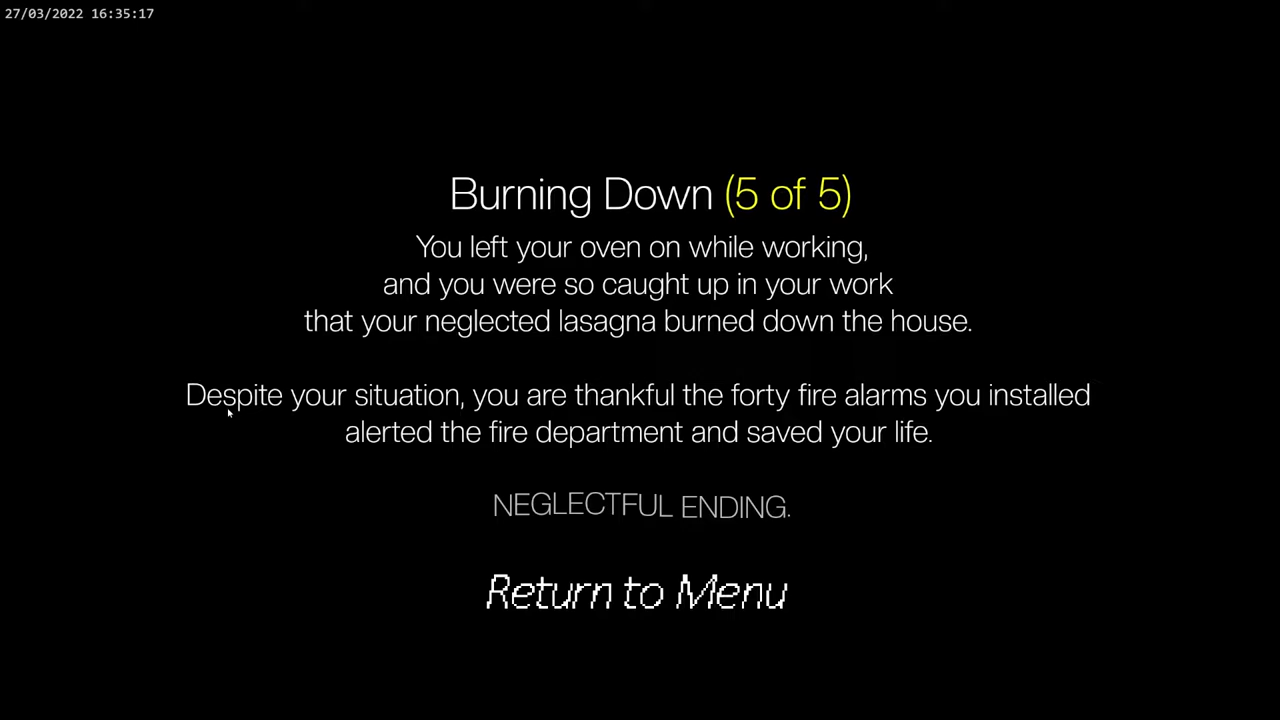 27/03/2022 16:35:17
Burning Down (5 of 5)
You left your oven on while working,
and you were so caught up in your work
that your neglected lasagna burned down the house.
Despite your situation, you are thankful the forty fire alarms you installed
alerted the fire department and saved your life.
NEGLECTFUL ENDING.
Return to Menu